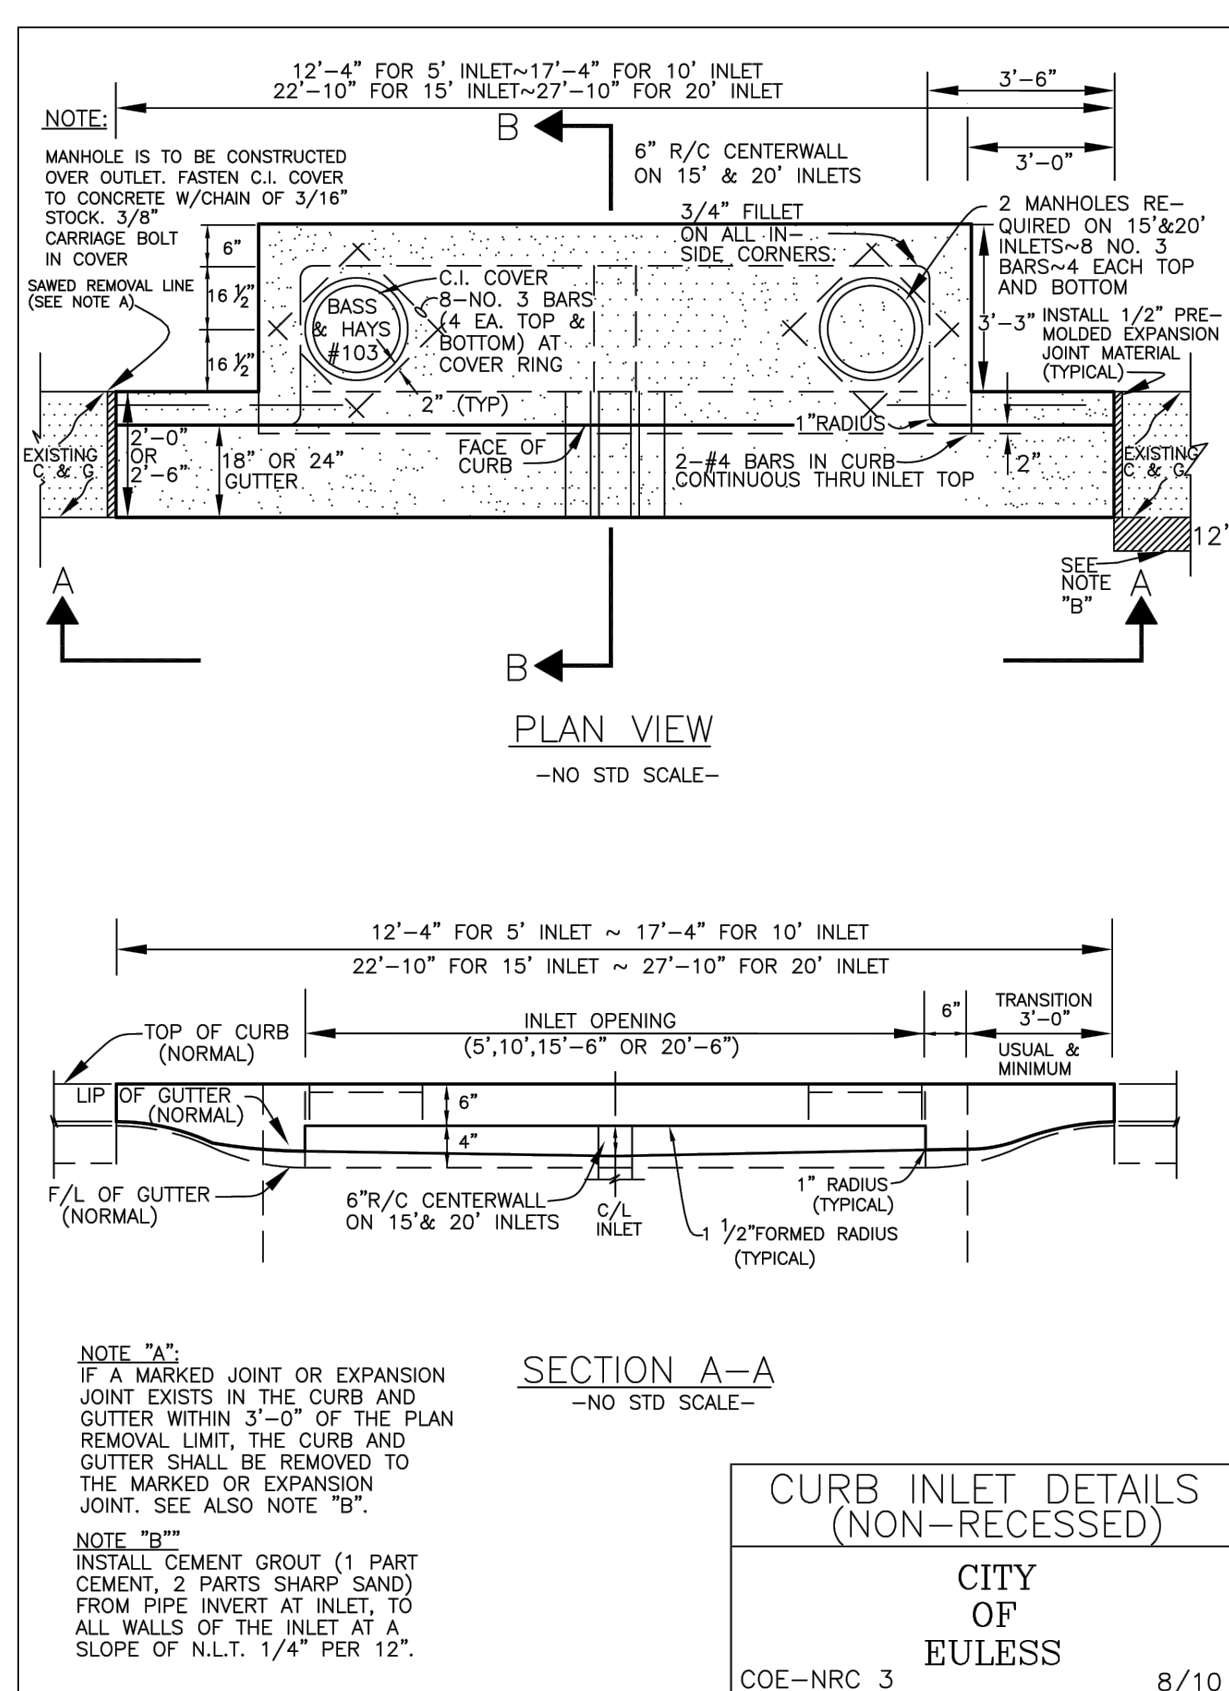 12'-4" FOR 5' INLET~17'-4" FOR 10' INLET
22'-10" FOR 15' INLET~27'-10" FOR 20' INLET
3'-6"
NOTE:
B
3'-0"
MANHOLE IS TO BE CONSTRUCTED
OVER OUTLET. FASTEN C.I. COVER
TO CONCRETE W/CHAIN OF 3/16"
STOCK. 3/8"
CARRIAGE BOLT
IN COVER
6" R/C CENTERWALL
ON 15' & 20' INLETS
3/4" FILLET
ON ALL IN-
SIDE CORNERS.
2 MANHOLES RE-
QUIRED ON 15'&20'
INLETS~8 NO. 3
BARS~4 EACH TOP
AND BOTTOM
6"
16 1/2"
16 1/2"
SAWED REMOVAL LINE
(SEE NOTE A)
C.I. COVER
BASS
& HAYS
#103
8-NO. 3 BARS
(4 EA. TOP &
BOTTOM) AT
COVER RING
3'-3"
INSTALL 1/2" PRE-
MOLDED EXPANSION
JOINT MATERIAL
(TYPICAL)
2" (TYP)
1"RADIUS
EXISTING
C & G
2'-0"
OR
2'-6"
18" OR 24"
GUTTER
FACE OF
CURB
2-#4 BARS IN CURB
CONTINUOUS THRU INLET TOP
2"
EXISTING
C & G
12'
SEE
NOTE
"B"
A
A
B
PLAN VIEW
-NO STD SCALE-
12'-4" FOR 5' INLET ~ 17'-4" FOR 10' INLET
22'-10" FOR 15' INLET ~ 27'-10" FOR 20' INLET
TOP OF CURB
(NORMAL)
INLET OPENING
(5',10',15'-6" OR 20'-6")
6"
TRANSITION
3'-0"
USUAL &
MINIMUM
LIP OF GUTTER
(NORMAL)
6"
4"
F/L OF GUTTER
(NORMAL)
6"R/C CENTERWALL
ON 15'& 20' INLETS
C/L
INLET
1 1/2"FORMED RADIUS
(TYPICAL)
1" RADIUS
(TYPICAL)
SECTION A-A
-NO STD SCALE-
NOTE "A":
IF A MARKED JOINT OR EXPANSION
JOINT EXISTS IN THE CURB AND
GUTTER WITHIN 3'-0" OF THE PLAN
REMOVAL LIMIT, THE CURB AND
GUTTER SHALL BE REMOVED TO
THE MARKED OR EXPANSION
JOINT. SEE ALSO NOTE "B".
NOTE "B""
INSTALL CEMENT GROUT (1 PART
CEMENT, 2 PARTS SHARP SAND)
FROM PIPE INVERT AT INLET, TO
ALL WALLS OF THE INLET AT A
SLOPE OF N.L.T. 1/4" PER 12".
CURB INLET DETAILS
(NON-RECESSED)
CITY
OF
EULESS
COE-NRC 3
8/10